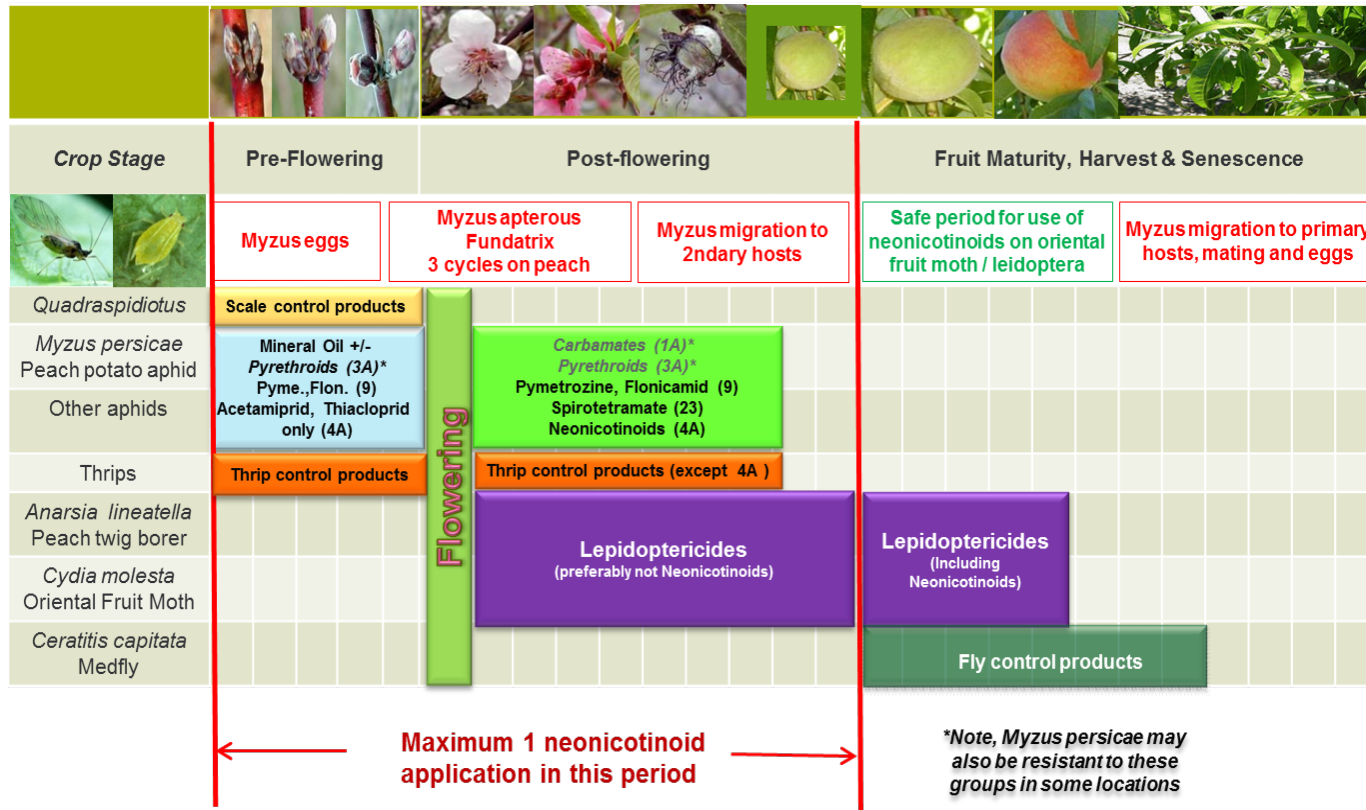 Crop Stage
Pre-Flowering
Post-flowering
Fruit Maturity, Harvest & Senescence
Myzus eggs
Myzus apterous
Fundatrix
3 cycles on peach
Myzus migration to
2ndary hosts
Safe period for use of
neonicotinoids on oriental
fruit moth / leidoptera
Myzus migration to primary
hosts, mating and eggs
Quadraspidiotus
Scale control products
Myzus persicae
Peach potato aphid
Other aphids
Mineral Oil +/-
Pyrethroids (3A)*
Pyme.,Flon. (9)
Acetamiprid, Thiacloprid
only (4A)
Flowering
Carbamates (1A)*
Pyrethroids (3A)*
Pymetrozine, Flonicamid (9)
Spirotetramate (23)
Neonicotinoids (4A)
Thrips
Thrip control products
Thrip control products (except 4A )
Anarsia lineatella
Peach twig borer
Cydia molesta
Oriental Fruit Moth
Lepidoptericides
(preferably not Neonicotinoids)
Lepidoptericides
(Including
Neonicotinoids)
Ceratitis capitata
Medfly
Fly control products
Maximum 1 neonicotinoid
application in this period
*Note, Myzus persicae may
also be resistant to these
groups in some locations